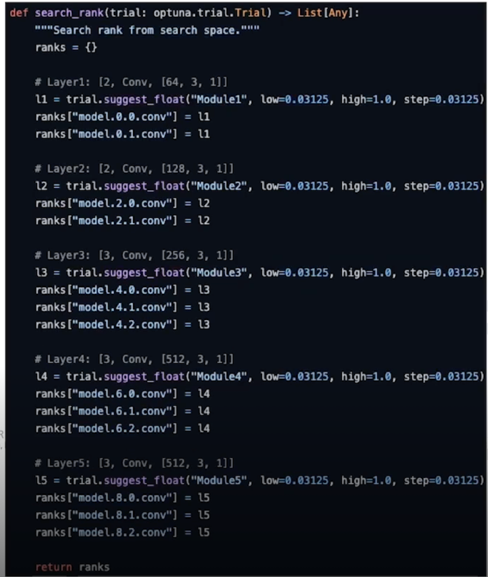 def search_rank(trial: optuna.trial.Trial) -> List[Any]:
"""Search rank from search space."""
ranks = {}
# Layer1: [2, Conv, [64, 3, 1]]
l1 = trial.suggest_float("Module1", low=0.03125, high=1.0, step=0.03125)
ranks["model.0.0.conv"] = l1
ranks["model.0.1.conv"] = l1
# Layer2: [2, Conv, [128, 3, 1]]
l2 = trial.suggest_float("Module2", low=0.03125, high=1.0, step=0.03125)
ranks["model.2.0.conv"] = l2
ranks["model.2.1.conv"] = l2
# Layer3: [3, Conv, [256, 3, 1]]
l3 = trial.suggest_float("Module3", low=0.03125, high=1.0, step=0.03125)
ranks["model.4.0.conv"] = l3
ranks["model.4.1.conv"] = l3
ranks["model.4.2.conv"] = l3
# Layer4: [3, Conv, [512, 3, 1]]
l4 = trial.suggest_float("Module4", low=0.03125, high=1.0, step=0.03125)
ranks["model.6.0.conv"] = l4
ranks["model.6.1.conv"] = l4
ranks["model.6.2.conv"] = l4
# Layer5: [3, Conv, [512, 3, 1]]
l5 = trial.suggest_float("Module5", low=0.03125, high=1.0, step=0.03125)
ranks["model.8.0.conv"] = l5
ranks["model.8.1.conv"] = l5
ranks["model.8.2.conv"] = l5
return ranks